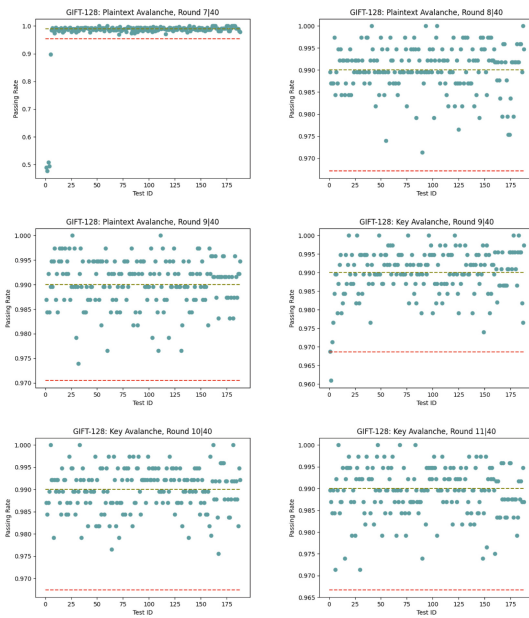 GIFT-128: Plaintext Avalanche, Round 7|40
1.0
0.9
0.8
0.7
0.6
0.5
Passing Rate
0 25 50 75 100 125 150 175
Test ID
GIFT-128: Plaintext Avalanche, Round 8|40
1.000
0.995
0.990
0.985
0.980
0.975
0.970
Passing Rate
0 25 50 75 100 125 150 175
Test ID
GIFT-128: Plaintext Avalanche, Round 9|40
1.000
0.995
0.990
0.985
0.980
0.975
0.970
Passing Rate
0 25 50 75 100 125 150 175
Test ID
GIFT-128: Key Avalanche, Round 9|40
1.000
0.995
0.990
0.985
0.980
0.975
0.970
0.965
0.960
Passing Rate
0 25 50 75 100 125 150 175
Test ID
GIFT-128: Key Avalanche, Round 10|40
1.000
0.995
0.990
0.985
0.980
0.975
0.970
Passing Rate
0 25 50 75 100 125 150 175
Test ID
GIFT-128: Key Avalanche, Round 11|40
1.000
0.995
0.990
0.985
0.980
0.975
0.970
0.965
Passing Rate
0 25 50 75 100 125 150 175
Test ID